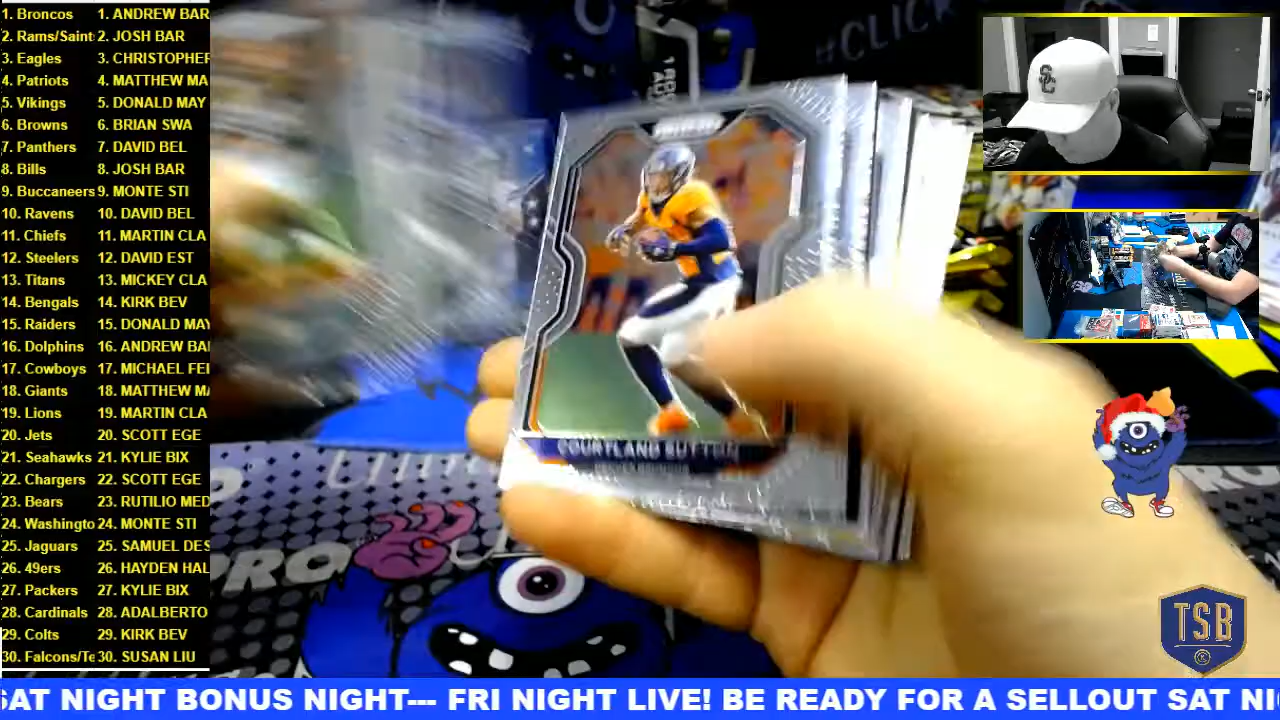 1. Broncos 1. ANDREW BAR
2. Rams/Saint 2. JOSH BAR
3. Eagles 3. CHRISTOPHER
4. Patriots 4. MATTHEW MA
5. Vikings 5. DONALD MAY
6. Browns 6. BRIAN SWA
7. Panthers 7. DAVID BEL
8. Bills 8. JOSH BAR
9. Buccaneers 9. MONTE STI
10. Ravens 10. DAVID BEL
11. Chiefs 11. MARTIN CLA
12. Steelers 12. DAVID EST
13. Titans 13. MICKEY CLA
14. Bengals 14. KIRK BEV
15. Raiders 15. DONALD MAY
16. Dolphins 16. ANDREW BAI
17. Cowboys 17. MICHAEL FEI
18. Giants 18. MATTHEW MA
19. Lions 19. MARTIN CLA
20. Jets 20. SCOTT EGE
21. Seahawks 21. KYLIE BIX
22. Chargers 22. SCOTT EGE
23. Bears 23. RUTILIO MED
24. Washingto 24. MONTE STI
25. Jaguars 25. SAMUEL DES
26. 49ers 26. HAYDEN HAL
27. Packers 27. KYLIE BIX
28. Cardinals 28. ADALBERTO
29. Colts 29. KIRK BEV
30. Falcons/Te 30. SUSAN LIU
#CLICK
PRIZM
COURTLAND SUTTON
SC
PRO
TSB
SAT NIGHT BONUS NIGHT--- FRI NIGHT LIVE! BE READY FOR A SELLOUT SAT NI